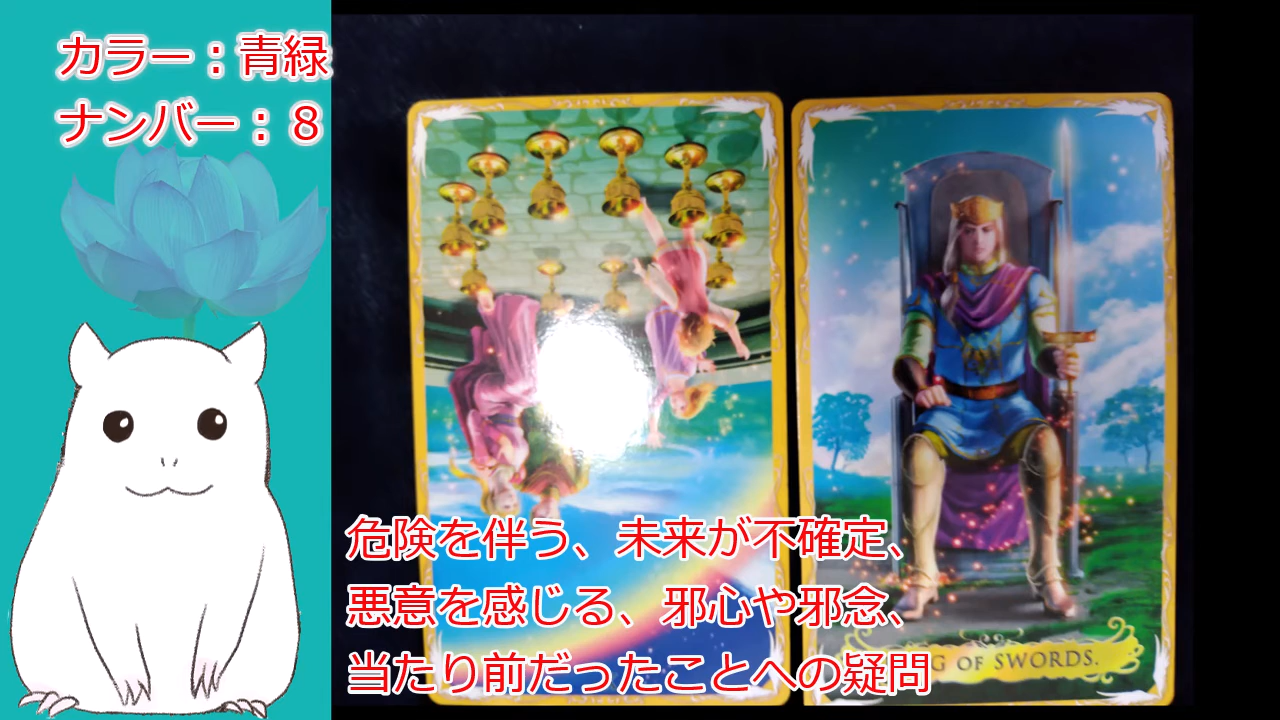 カラー：青緑
ナンバー：８
危険を伴う、未来が不確定、
悪意を感じる、邪心や邪念、
当たり前だったことへの疑問
OF SWORDS.